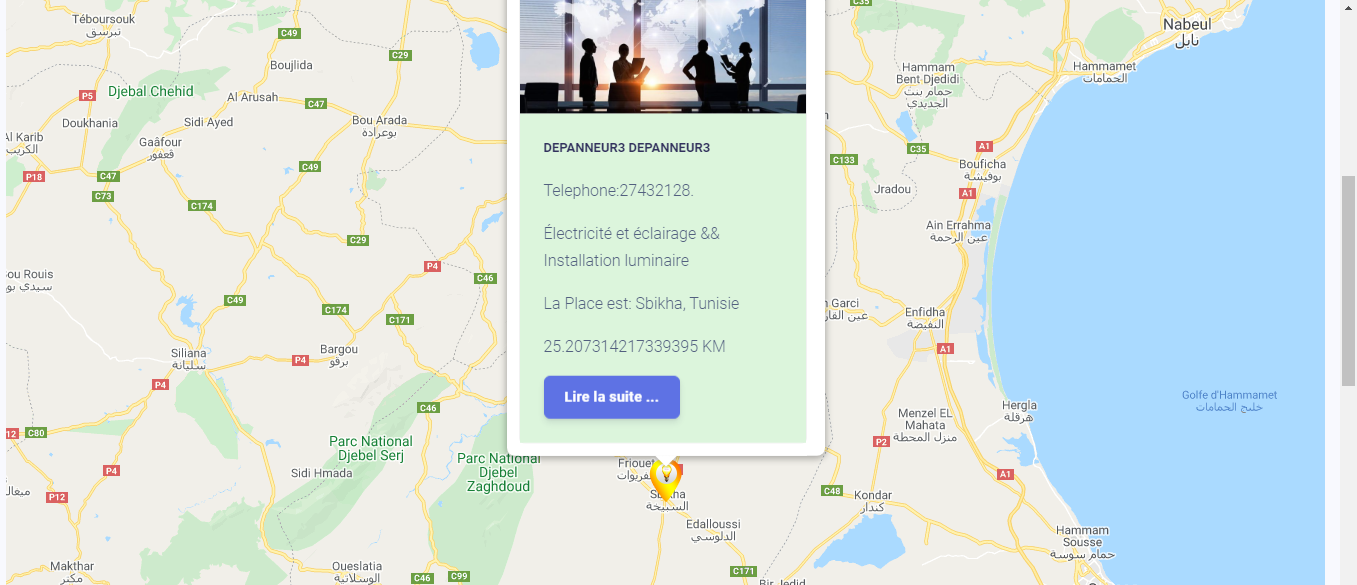 Téboursouk
تبرسق
C49
C29
Boujlida
P5
Djebal Chehid
Al Arusah
C47
Doukhania
Sidi Ayed
Bou Arada
بوعرادة
Al Karib
الكريب
Gaâfour
قعفور
P18
C47
C49
C73
C174
C29
P4
C46
ou Rouis
سيدي بو
C49
C174
C171
Siliana
سليانة
P4
Bargou
برقو
P4
C46
12
C80
Parc National
Djebel Serj
Sidi Hmada
Parc National
Djebel
Zaghdoud
P4
P12
Makthar
مكثر
Oueslatia
الوسلاتية
C46
C99
DEPANNEUR3 DEPANNEUR3
Telephone:27432128.
Électricité et éclairage &&
Installation luminaire
La Place est: Sbikha, Tunisie
25.207314217339395 KM
Lire la suite ...
السبيخة
Edalloussi
الدلوسي
C171
Bir Jedid
C35
Nabeul
نابل
Hammamet
الحمامات
Hammam
Bent Djedidi
حمام بنت
الجديدي
A1
C35
C133
Bouficha
بوفيشة
Jradou
A1
Ain Errahma
عين الرحمة
Garci
Enfidha
النفيضة
A1
Golfe d'Hammamet
خليج الحمامات
Hergla
هرقلة
Menzel EL
Mahata
منزل المحطة
P2
A1
C48
Kondar
كندار
Hammam
Sousse
حمام سوسة